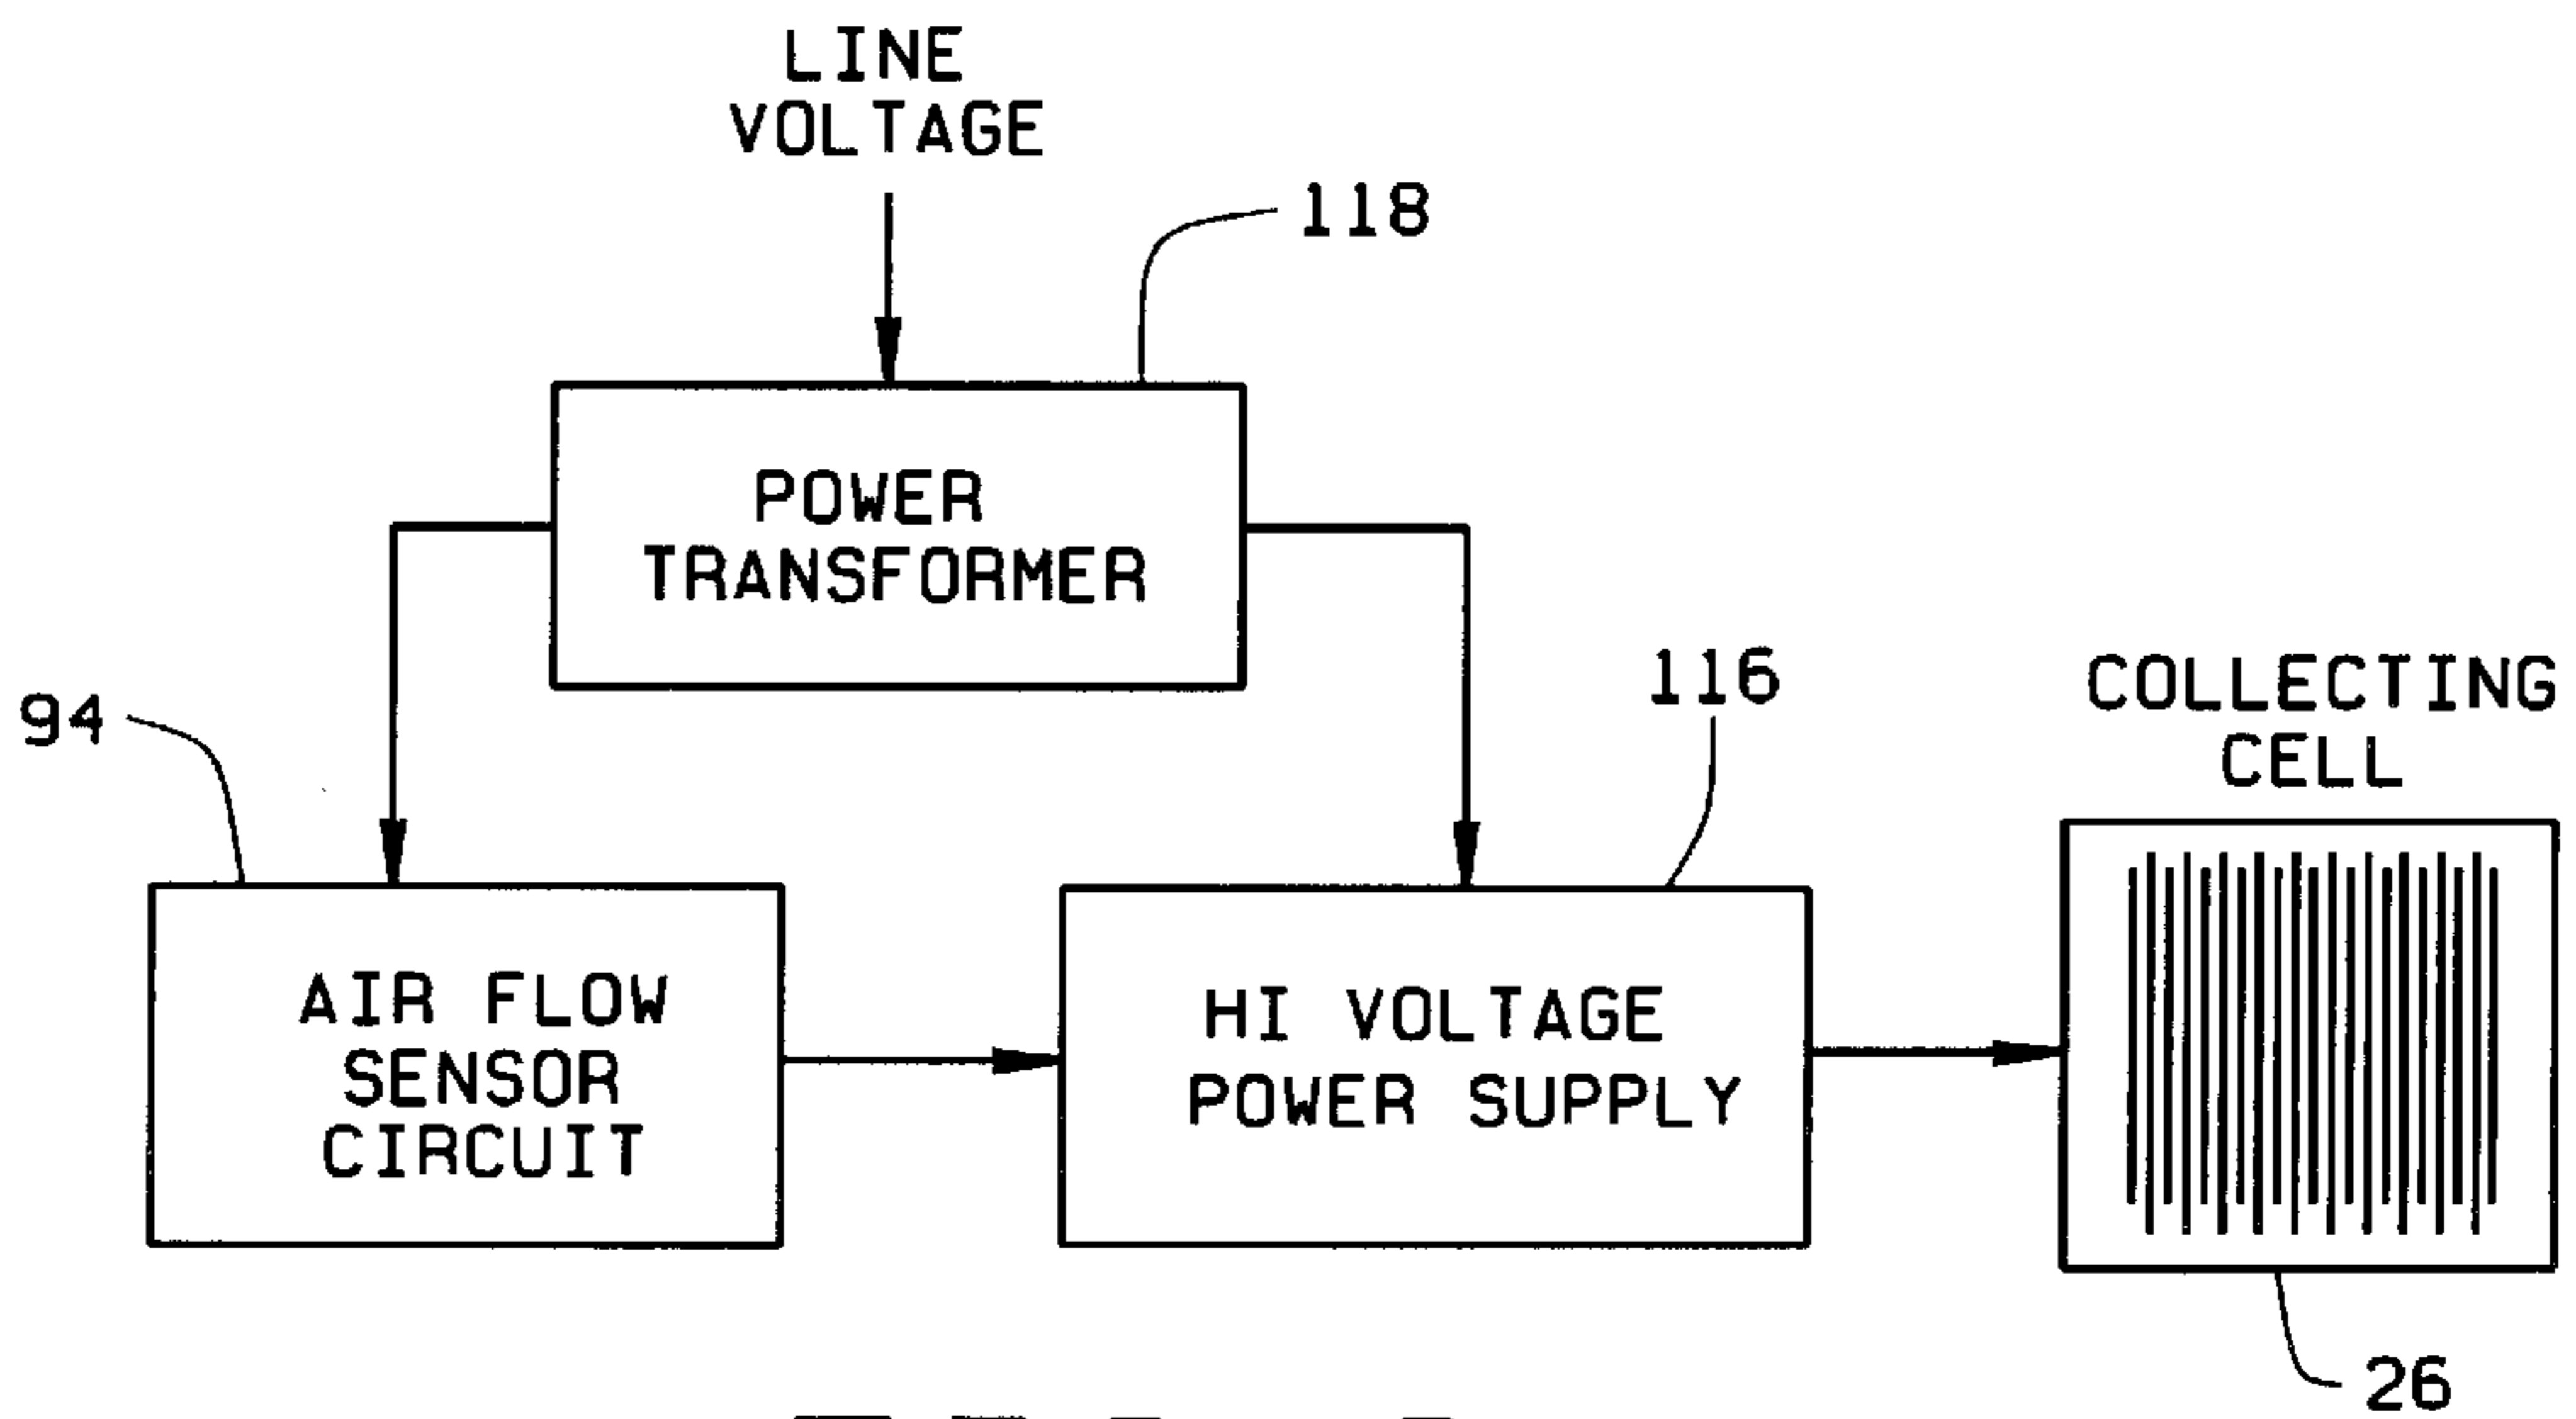 LINE
VOLTAGE
118
POWER
TRANSFORMER
94
116
COLLECTING
CELL
AIR FLOW
SENSOR
CIRCUIT
HI VOLTAGE
POWER SUPPLY
26